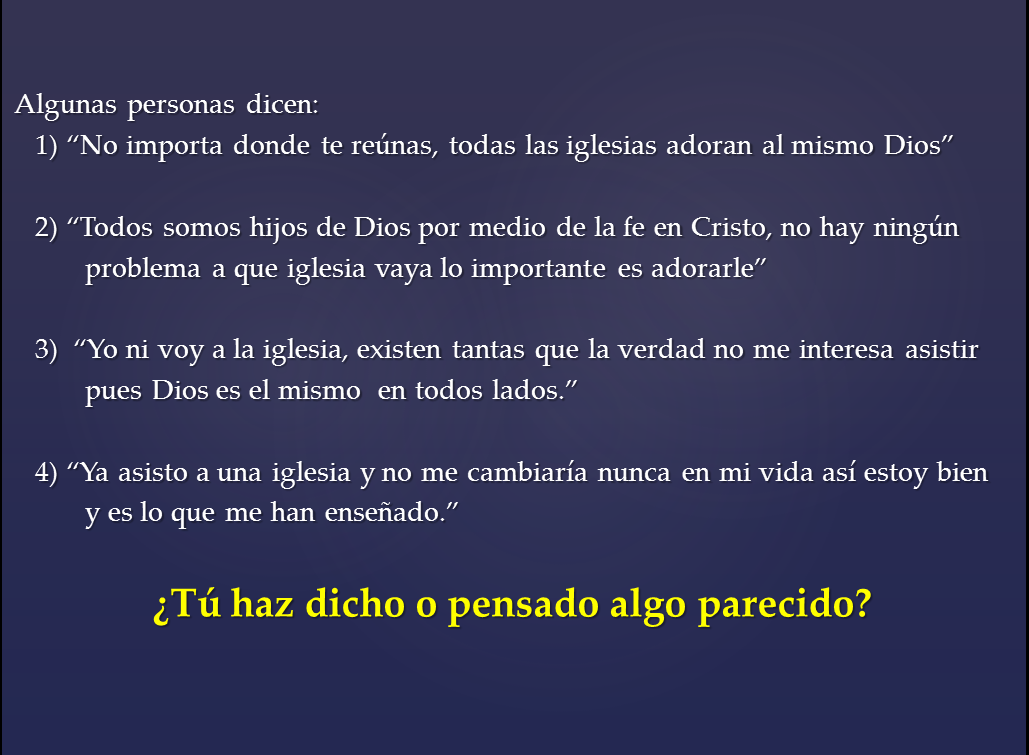 Algunas personas dicen:
1) “No importa donde te reúnas, todas las iglesias adoran al mismo Dios”
2) “Todos somos hijos de Dios por medio de la fe en Cristo, no hay ningún
problema a que iglesia vaya lo importante es adorarle”
3) “Yo ni voy a la iglesia, existen tantas que la verdad no me interesa asistir
pues Dios es el mismo en todos lados.”
4) “Ya asisto a una iglesia y no me cambiaría nunca en mi vida así estoy bien
y es lo que me han enseñado.”
¿Tú haz dicho o pensado algo parecido?